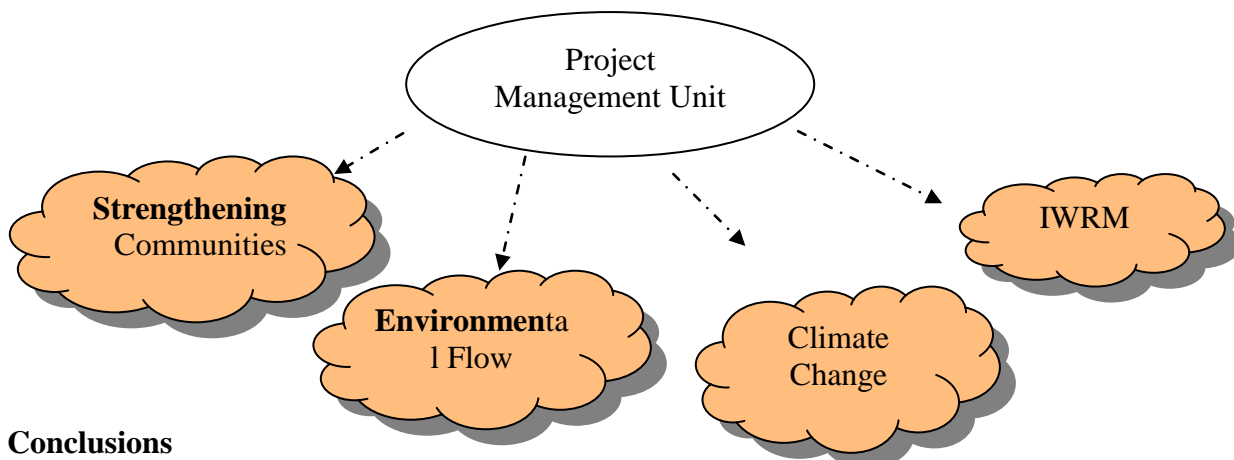 Project
Management Unit
Strengthening
Communities
IWRM
Environmenta
l Flow
Climate
Change
Conclusions